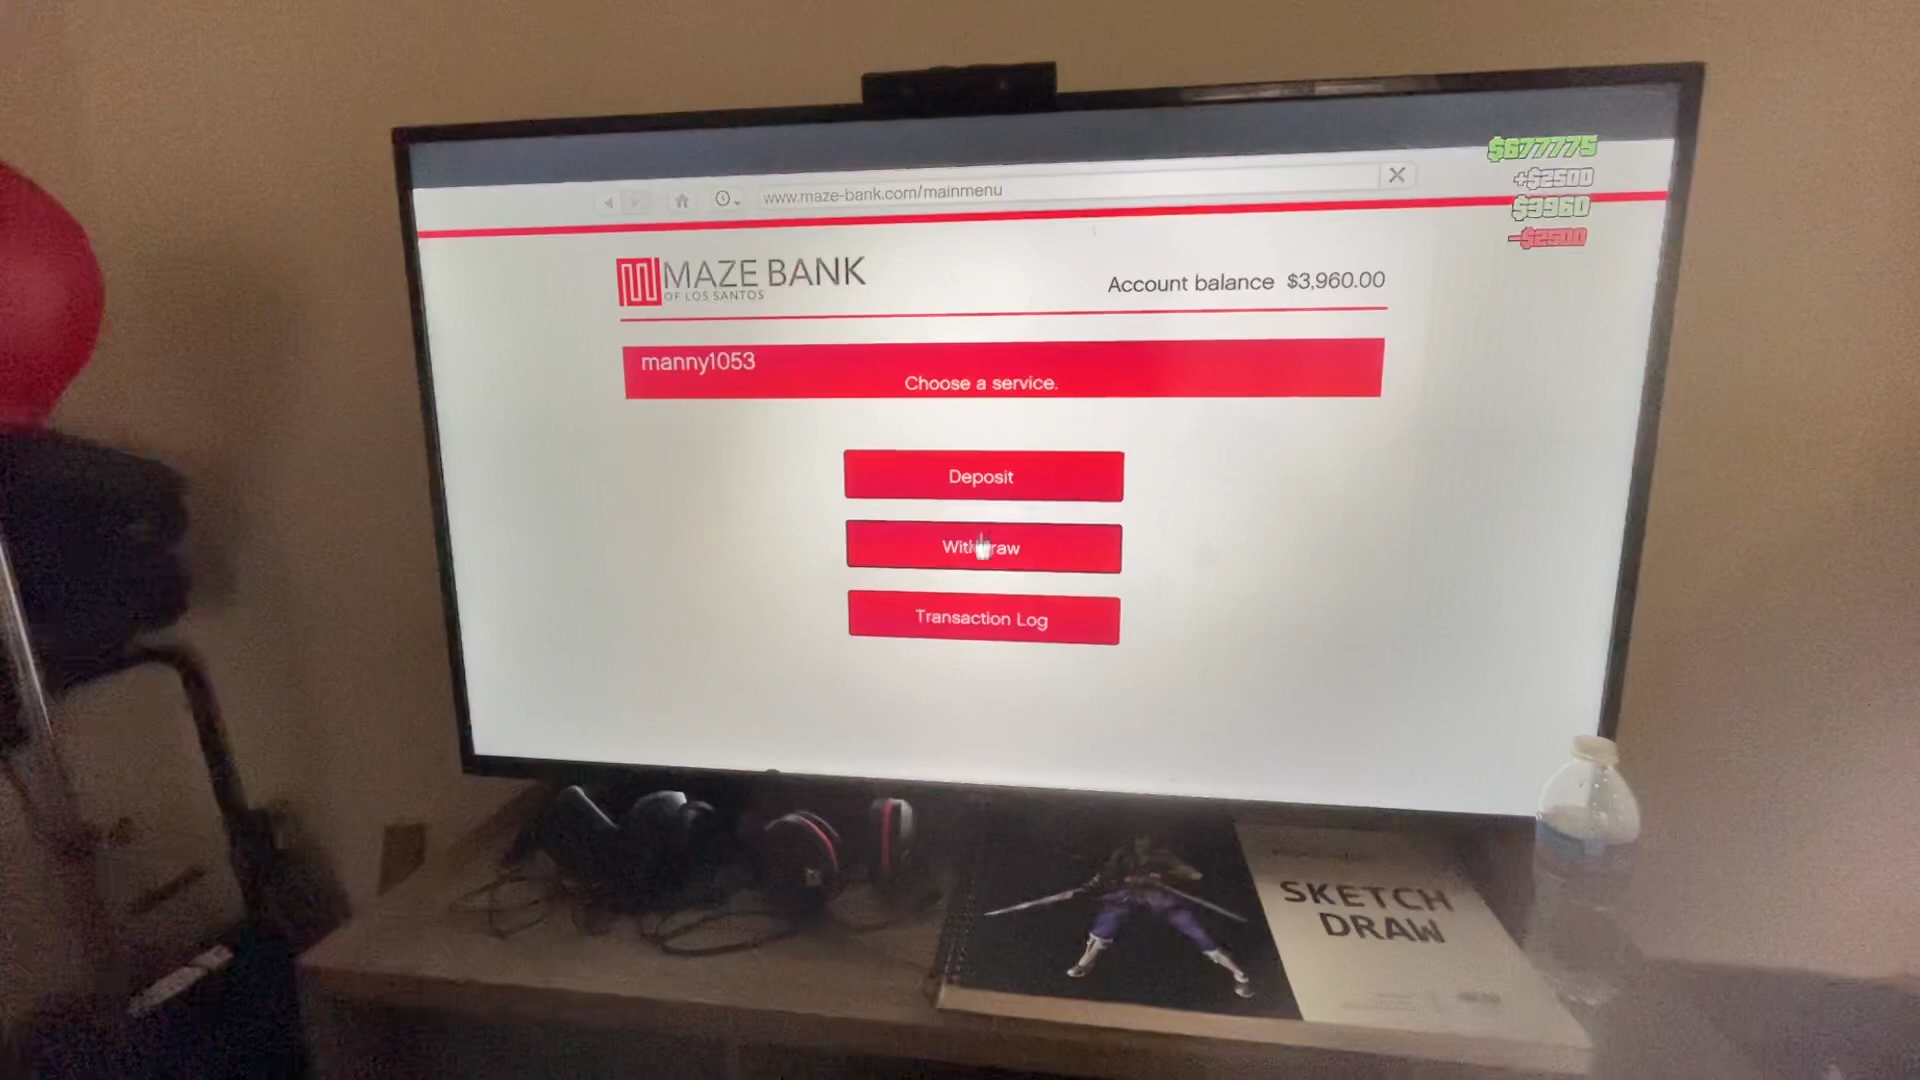 $677775
+$2500
$3960
-$2500
www.maze-bank.com/mainmenu
MAZE BANK
OF LOS SANTOS
Account balance $3,960.00
manny1053
Choose a service.
Deposit
Withdraw
Transaction Log
SKETCH
DRAW